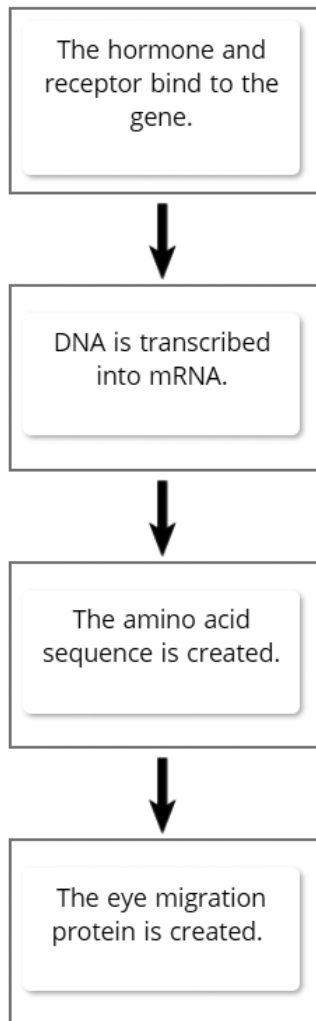 The hormone and
receptor bind to the
gene.
DNA is transcribed
into mRNA.
The amino acid
sequence is created.
The eye migration
protein is created.